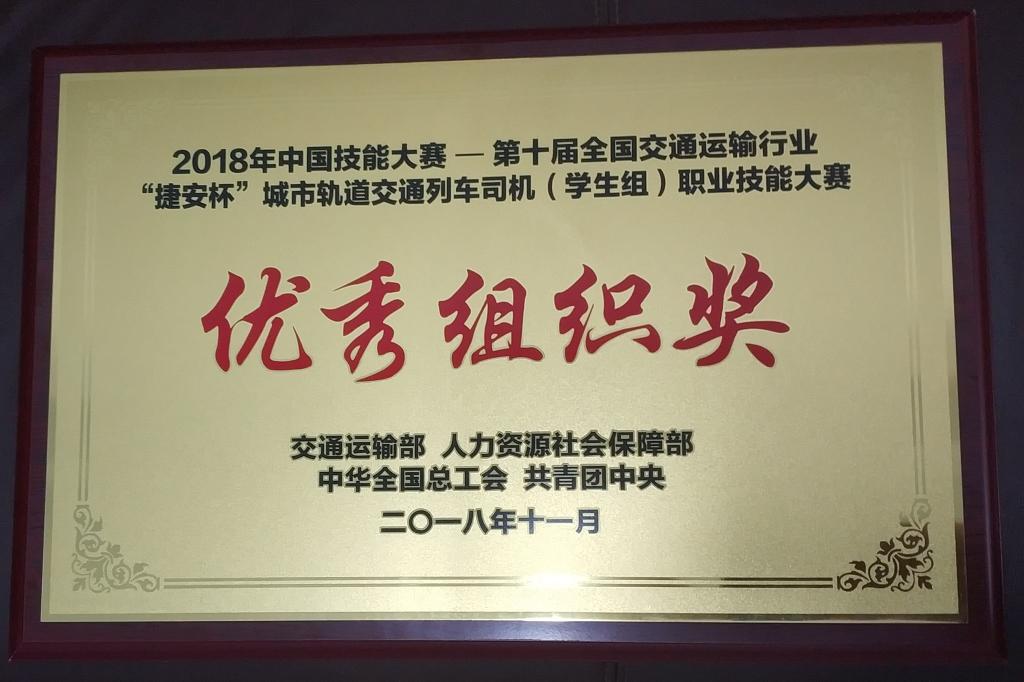 2018年中国技能大赛 — 第十届全国交通运输行业
“捷安杯”城市轨道交通列车司机（学生组）职业技能大赛
优秀组织奖
交通运输部 人力资源社会保障部
中华全国总工会 共青团中央
二〇一八年十一月